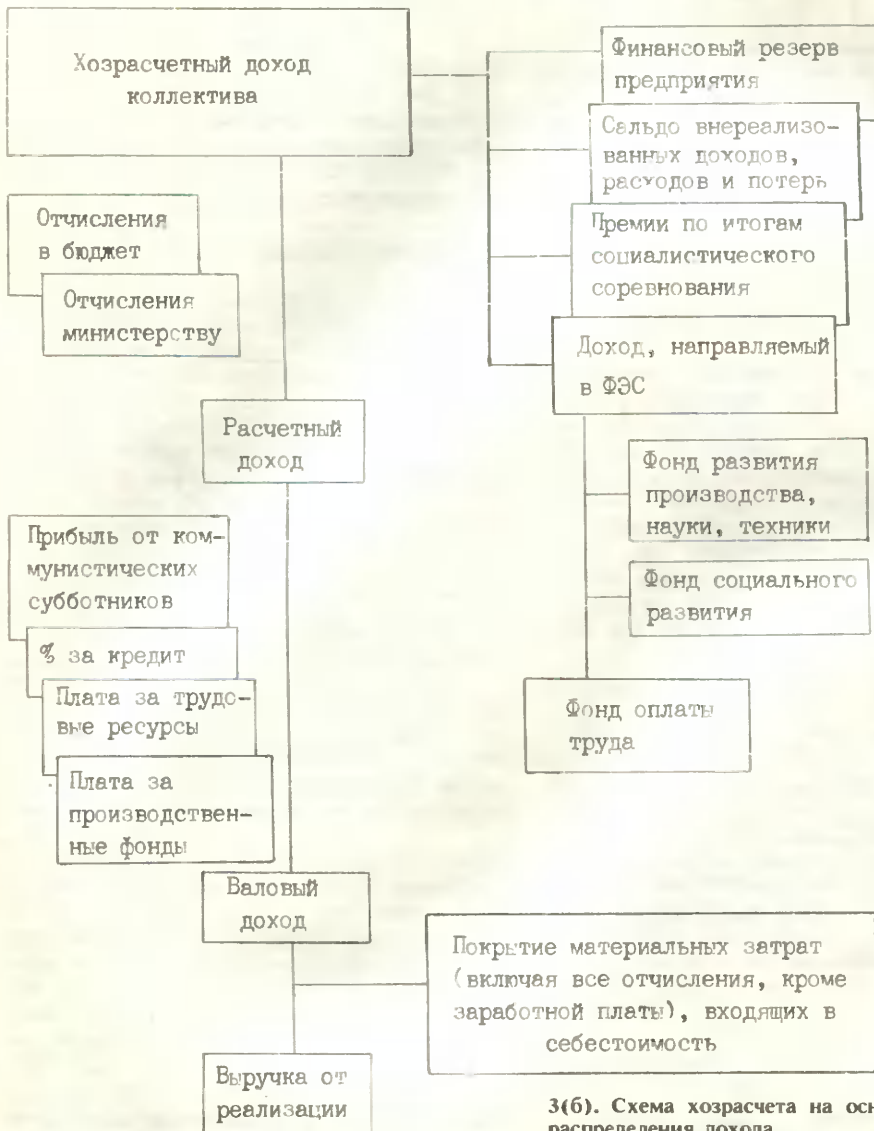 Хозрасчетный доход
коллектива
Финансовый резерв
предприятия
Сальдо внереализо-
ванных доходов,
расходов и потерь
Премии по итогам
социалистического
соревнования
Доход, направляемый
в ФЭС
Отчисления
в бюджет
Отчисления
министерству
Расчетный
доход
Фонд развития
производства,
науки, техники
Фонд социального
развития
Фонд оплаты
труда
Прибыль от ком-
мунистических
субботников
% за кредит
Плата за трудо-
вые ресурсы
Плата за
производствен-
ные фонды
Валовый
доход
Покрытие материальных затрат
(включая все отчисления, кроме
заработной платы), входящих в
себестоимость
Выручка от
реализации
3(б). Схема хозрасчета на осн
распределения дохода